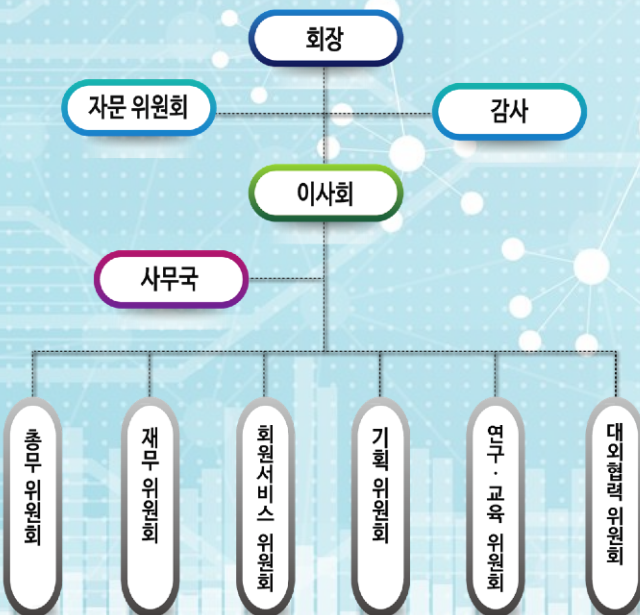 회장
자문 위원회
감사
이사회
사무국
총무 위원회
재무 위원회
회원서비스 위원회
기획 위원회
연구·교육 위원회
대외협력 위원회